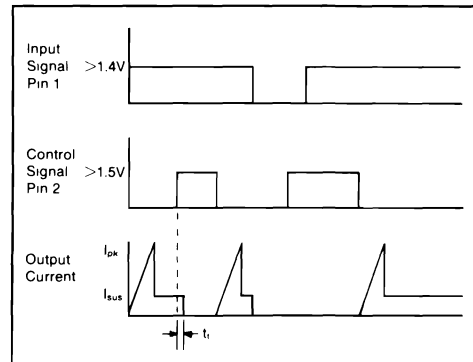 Input
Signal >1.4V
Pin 1
Control
Signal >1.5V
Pin 2
Output
Current
Ipk
Isus
tf